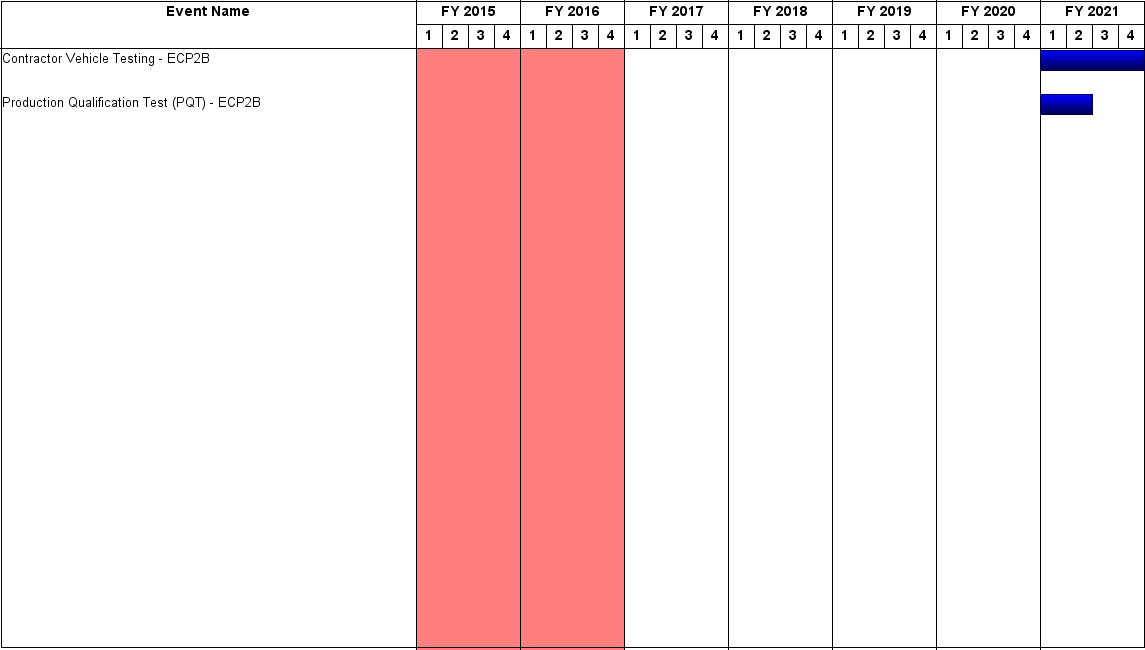 Event Name FY 2015 FY 2016 FY 2017 FY 2018 FY 2019 FY 2020 FY 2021
1 2 3 4 1 2 3 4 1 2 3 4 1 2 3 4 1 2 3 4 1 2 3 4 1 2 3 4
Contractor Vehicle Testing - ECP2B
Production Qualification Test (PQT) - ECP2B